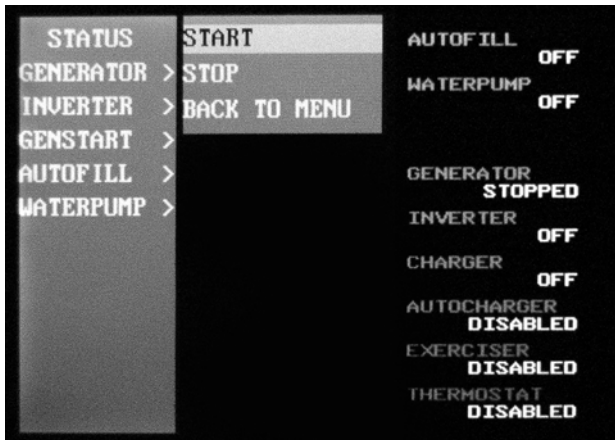 STATUS
GENERATOR >
INVERTER >
GENSTART >
AUTOFILL >
WATERPUMP >
START
STOP
BACK TO MENU
AUTOFILL
OFF
WATERPUMP
OFF
GENERATOR
STOPPED
INVERTER
OFF
CHARGER
OFF
AUTOCHARGER
DISABLED
EXERCISER
DISABLED
THERMOSTAT
DISABLED